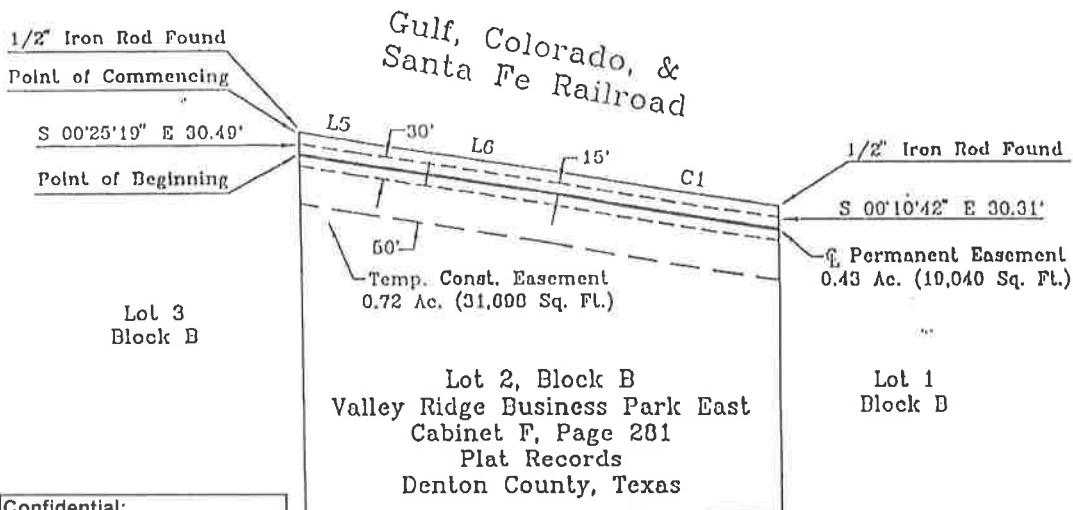 Gulf, Colorado, &
Santa Fe Railroad
1/2" Iron Rod Found
Point of Commencing
S 00°25'19" E 30.49'
Point of Beginning
L5
30'
L6
15'
C1
1/2" Iron Rod Found
S 00°10'42" E 30.31'
℄ Permanent Easement
0.43 Ac. (19,040 Sq. Ft.)
60'
Temp. Const. Easement
0.72 Ac. (31,090 Sq. Ft.)
Lot 3
Block B
Lot 2, Block B
Valley Ridge Business Park East
Cabinet F, Page 281
Plat Records
Denton County, Texas
Lot 1
Block B
Confidential: